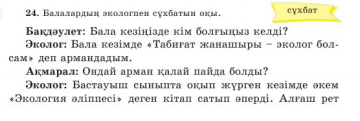 сұхбат
24. Балалардың экологпен сұхбатын оқы.
Бақдәулет: Бала кезіңізде кім болғыңыз келді?
Эколог: Бала кезімде «Табиғат жанашыры – эколог бол-
сам» деп армандадым.
Ақмарал: Ондай арман қалай пайда болды?
Эколог: Бастауыш сыныпта оқып жүрген кезімде әкем
«Экология әліппесі» деген кітап сатып әперді. Алғаш рет